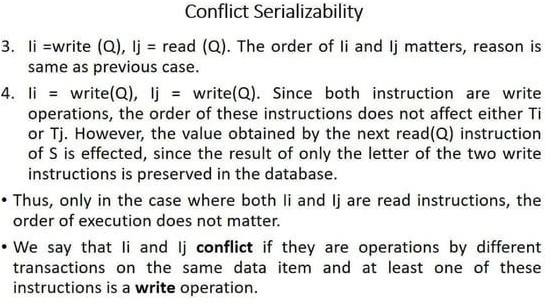 Conflict Serializability
3. Ii =write (Q), Ij = read (Q). The order of Ii and Ij matters, reason is
same as previous case.
4. Ii = write(Q), Ij = write(Q). Since both instruction are write
operations, the order of these instructions does not affect either Ti
or Tj. However, the value obtained by the next read(Q) instruction
of S is effected, since the result of only the letter of the two write
instructions is preserved in the database.
• Thus, only in the case where both Ii and Ij are read instructions, the
order of execution does not matter.
• We say that Ii and Ij conflict if they are operations by different
transactions on the same data item and at least one of these
instructions is a write operation.